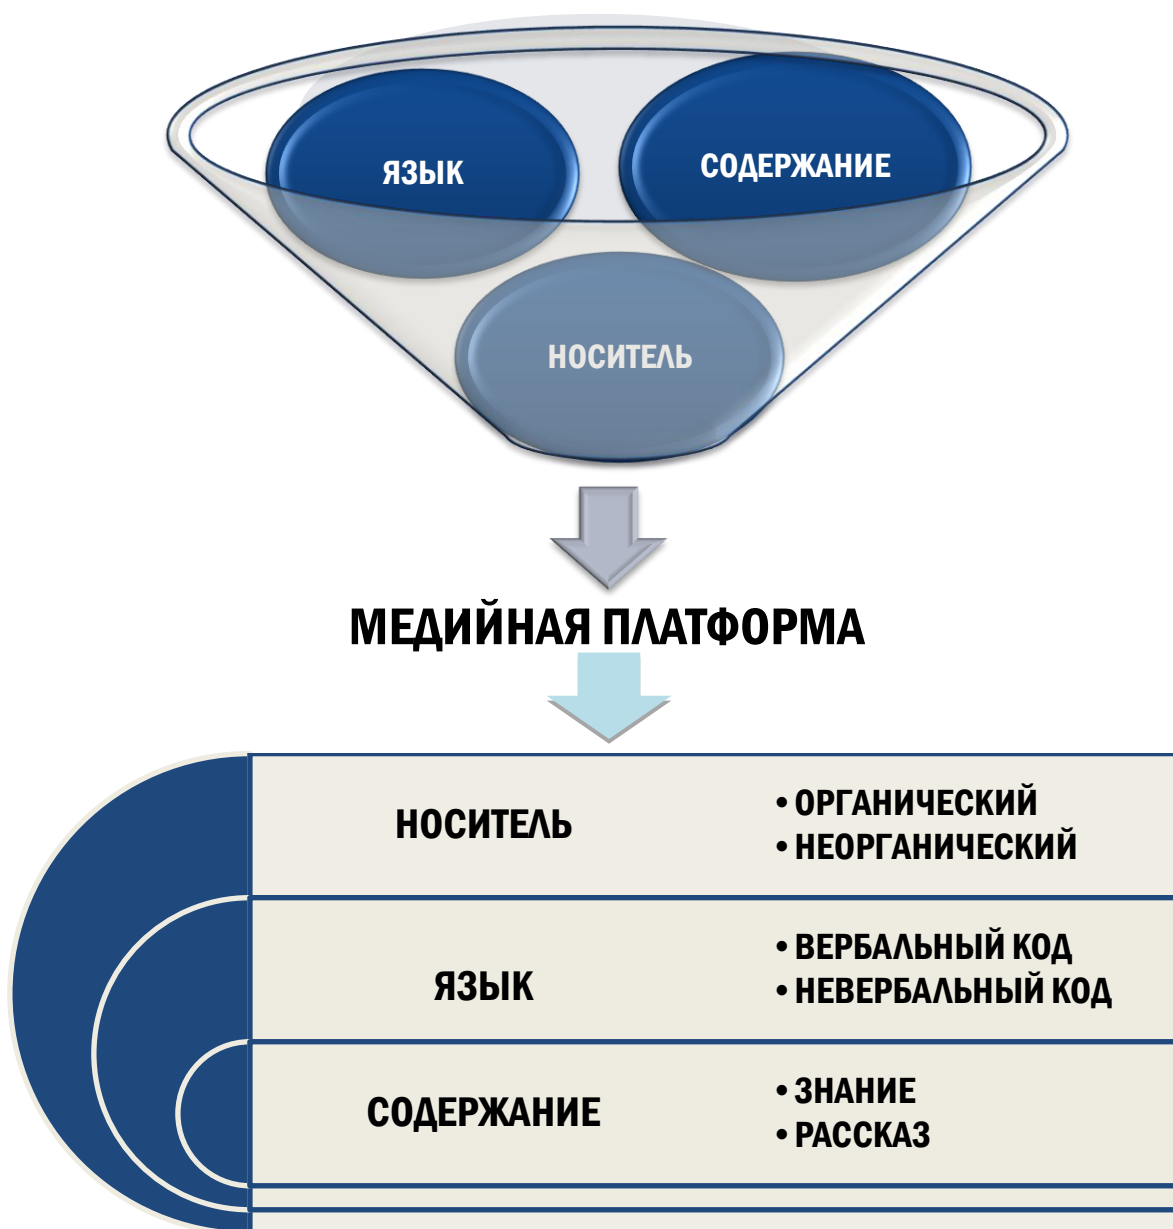 ЯЗЫК
СОДЕРЖАНИЕ
НОСИТЕЛЬ
МЕДИЙНАЯ ПЛАТФОРМА
НОСИТЕЛЬ
• ОРГАНИЧЕСКИЙ
• НЕОРГАНИЧЕСКИЙ
ЯЗЫК
• ВЕРБАЛЬНЫЙ КОД
• НЕВЕРБАЛЬНЫЙ КОД
СОДЕРЖАНИЕ
• ЗНАНИЕ
• РАССКАЗ